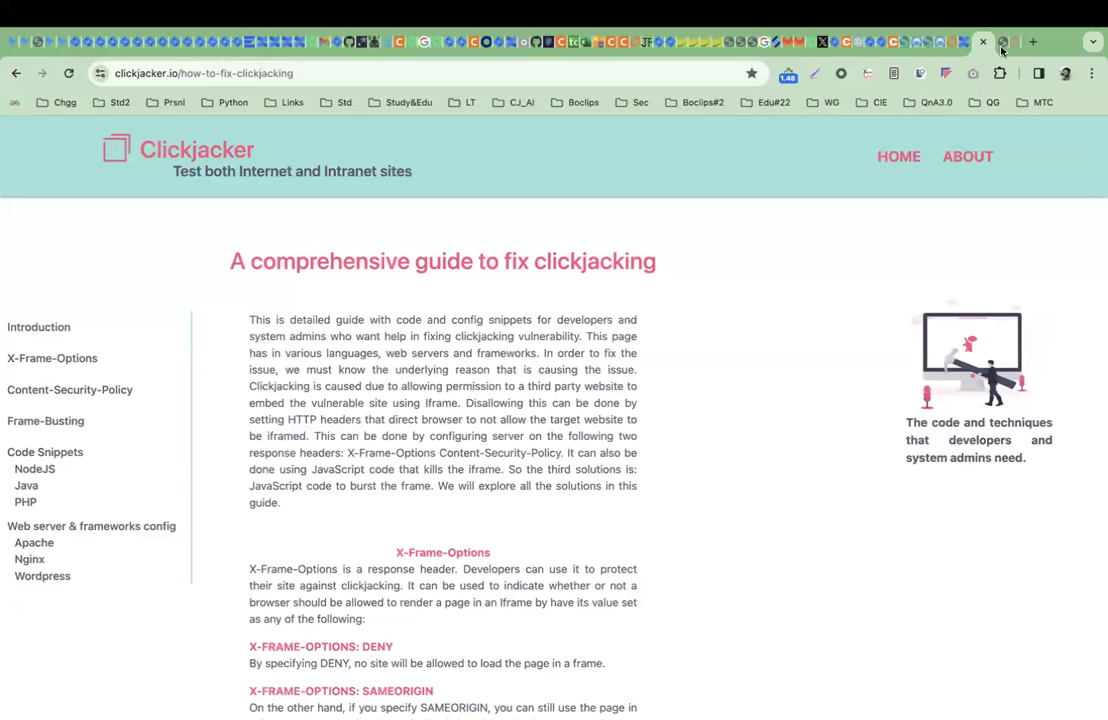 clickjacker.io/how-to-fix-clickjacking
1.48
Chgg
Std2
Prsnl
Python
Links
Std
Study&Edu
LT
CJ_AI
Boclips
Sec
Boclips#2
Edu#22
WG
CIE
QnA3.0
QG
MTC
Clickjacker
Test both Internet and Intranet sites
HOME
ABOUT
A comprehensive guide to fix clickjacking
Introduction
X-Frame-Options
Content-Security-Policy
Frame-Busting
Code Snippets
NodeJS
Java
PHP
Web server & frameworks config
Apache
Nginx
Wordpress
This is detailed guide with code and config snippets for developers and
system admins who want help in fixing clickjacking vulnerability. This page
has in various languages, web servers and frameworks. In order to fix the
issue, we must know the underlying reason that is causing the issue.
Clickjacking is caused due to allowing permission to a third party website to
embed the vulnerable site using Iframe. Disallowing this can be done by
setting HTTP headers that direct browser to not allow the target website to
be iframed. This can be done by configuring server on the following two
response headers: X-Frame-Options Content-Security-Policy. It can also be
done using JavaScript code that kills the iframe. So the third solutions is:
JavaScript code to burst the frame. We will explore all the solutions in this
guide.
X-Frame-Options
X-Frame-Options is a response header. Developers can use it to protect
their site against clickjacking. It can be used to indicate whether or not a
browser should be allowed to render a page in an Iframe by have its value set
as any of the following:
X-FRAME-OPTIONS: DENY
By specifying DENY, no site will be allowed to load the page in a frame.
X-FRAME-OPTIONS: SAMEORIGIN
On the other hand, if you specify SAMEORIGIN, you can still use the page in
The code and techniques
that developers and
system admins need.